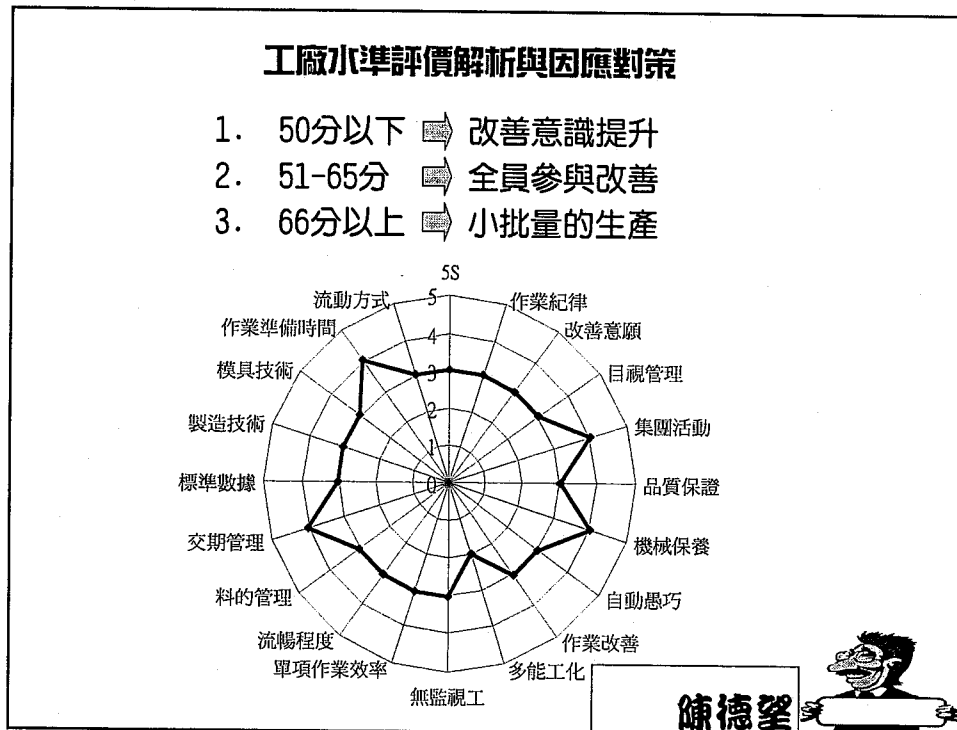 工廠水準評價解析與因應對策
1. 50分以下 改善意識提升
2. 51-65分 全員參與改善
3. 66分以上 小批量的生產
5S
流動方式 5 作業紀律
作業準備時間 4 改善意願
模具技術 3 目視管理
製造技術 2 集團活動
1
標準數據 0 品質保證
交期管理 機械保養
料的管理 自動愚巧
流暢程度 作業改善
單項作業效率 多能工化
無監視工
陳德望